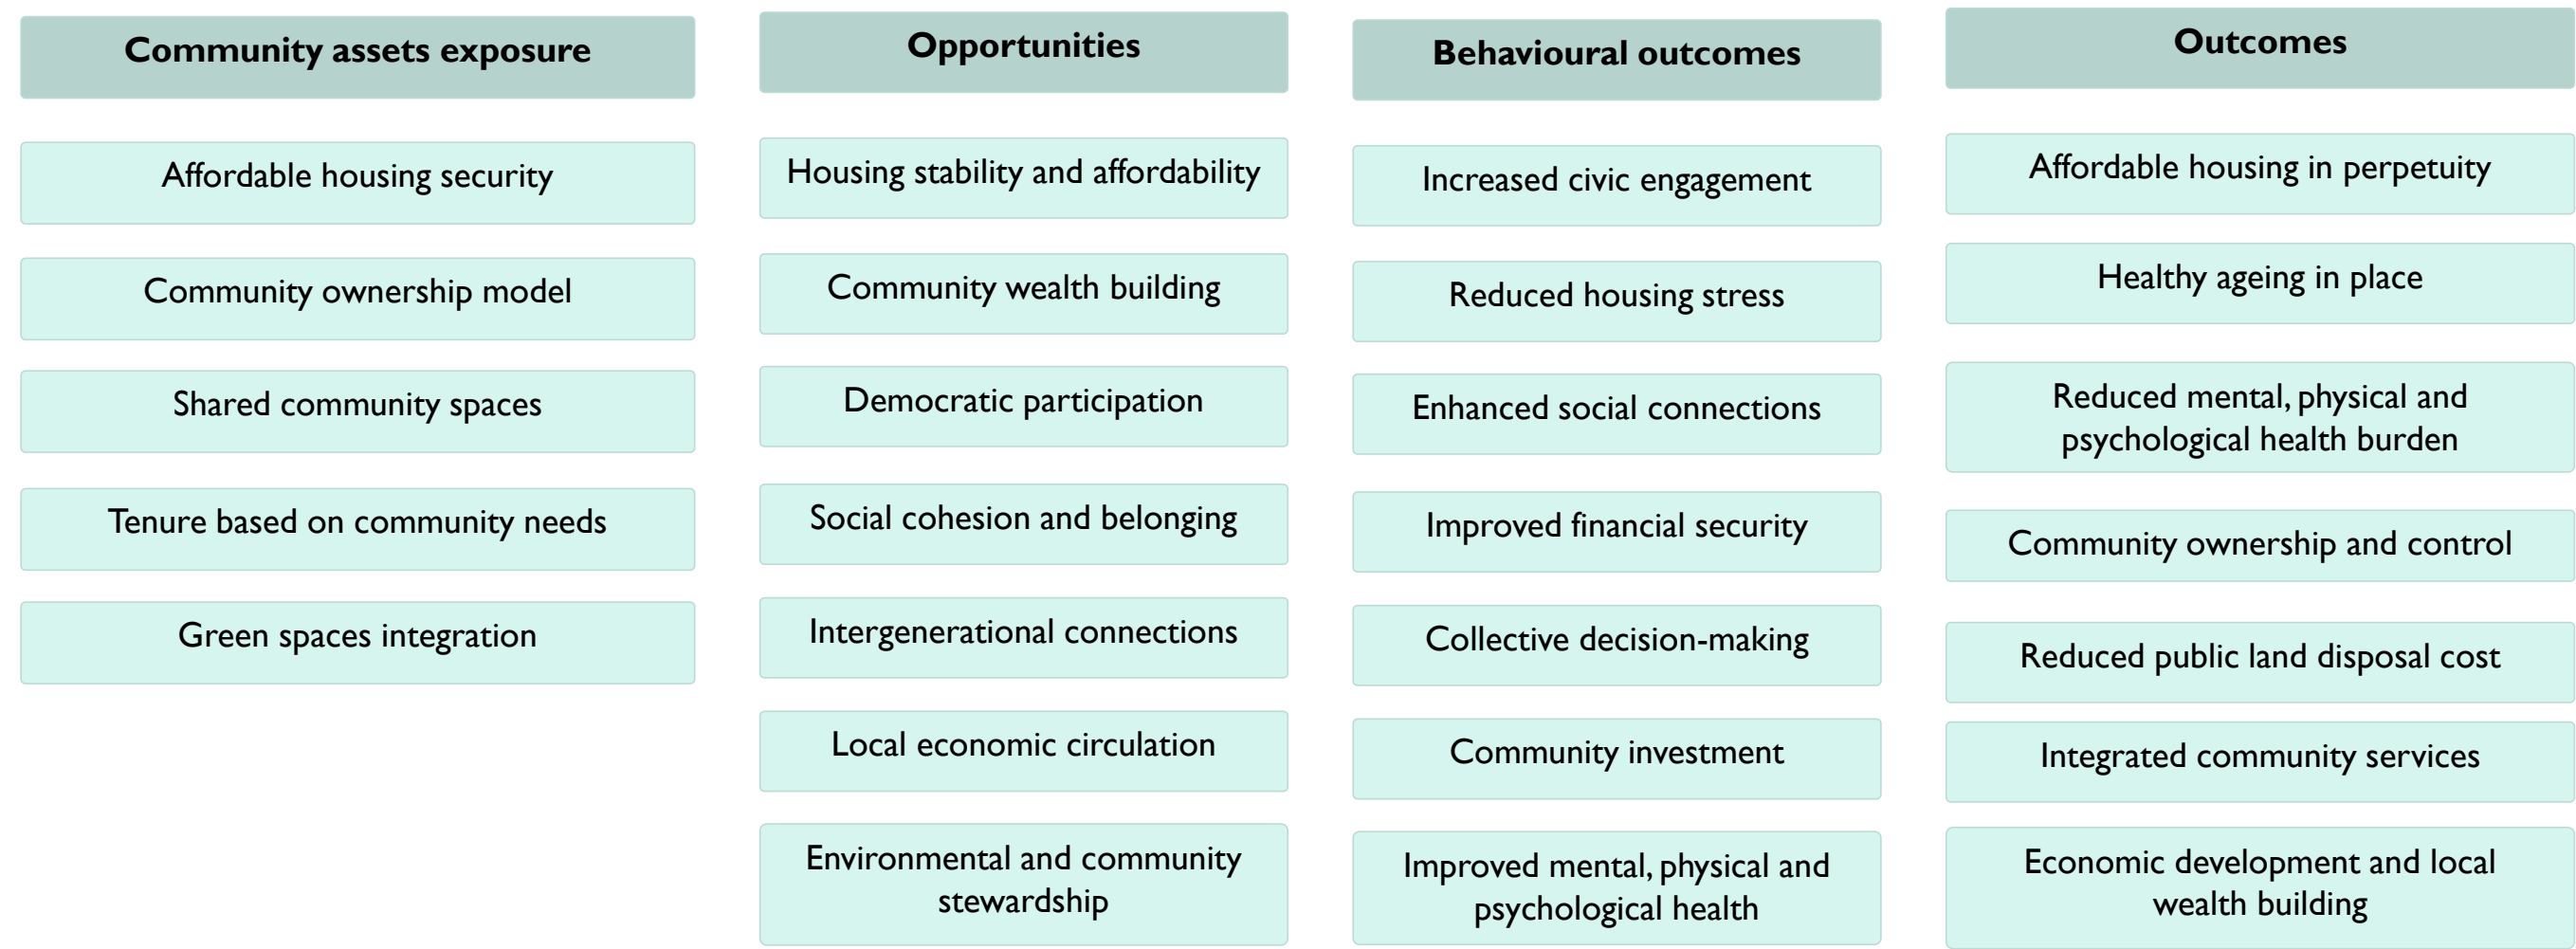 Community assets exposure
Affordable housing security
Community ownership model
Shared community spaces
Tenure based on community needs
Green spaces integration
Opportunities
Housing stability and affordability
Community wealth building
Democratic participation
Social cohesion and belonging
Intergenerational connections
Local economic circulation
Environmental and community
stewardship
Behavioural outcomes
Increased civic engagement
Reduced housing stress
Enhanced social connections
Improved financial security
Collective decision-making
Community investment
Improved mental, physical and
psychological health
Outcomes
Affordable housing in perpetuity
Healthy ageing in place
Reduced mental, physical and
psychological health burden
Community ownership and control
Reduced public land disposal cost
Integrated community services
Economic development and local
wealth building